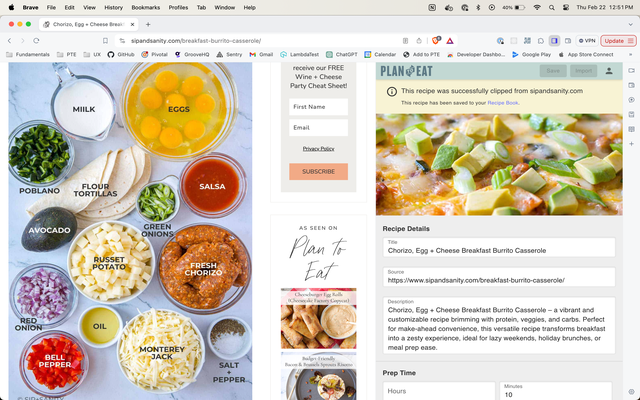 Brave File Edit View History Bookmarks Profiles Tab Window Help
40% Thu Feb 22 12:51 PM
Chorizo, Egg + Cheese Breakf
sipandsanity.com/breakfast-burrito-casserole/
VPN Update
Fundamentals PTE UX GitHub Pivotal GrooveHQ Sentry Gmail LambdaTest ChatGPT Calendar Add to PTE Developer Dashbo... Google Play App Store Connect
MIILK
EGGS
POBLANO
FLOUR
TORTILLAS
SALSA
AVOCADO
GREEN
ONIONS
RUSSET
POTATO
FRESH
CHORIZO
RED
ONION
OIL
BELL
PEPPER
MONTEREY
JACK
SALT
+
PEPPER
receive our FREE
Wine + Cheese
Party Cheat Sheet!
First Name
Email
Privacy Policy
SUBSCRIBE
AS SEEN ON
Plan to
Eat
Cheeseburger Egg Rolls
(Cheesecake Factory Copycat)
Budget-Friendly
Bacon & Brussels Sprouts Risotto
PLAN TO EAT
Save Import
This recipe was successfully clipped from sipandsanity.com
This recipe has been saved to your Recipe Book.
Recipe Details
Title
Chorizo, Egg + Cheese Breakfast Burrito Casserole
Source
https://www.sipandsanity.com/breakfast-burrito-casserole/
Description
Chorizo, Egg + Cheese Breakfast Burrito Casserole – a vibrant and
customizable recipe brimming with protein, veggies, and carbs. Perfect
for make-ahead convenience, this versatile recipe transforms breakfast
into a zesty experience, ideal for lazy weekends, holiday brunches, or
meal prep ease.
Prep Time
Hours
Minutes
10